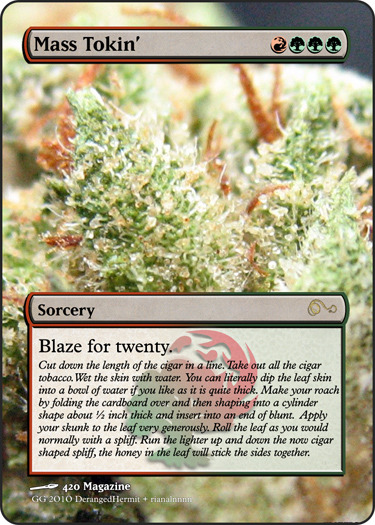 Mass Tokin'
Sorcery
Blaze for twenty.
Cut down the length of the cigar in a line. Take out all the cigar
tobacco.Wet the skin with water. You can literally dip the leaf skin
into a bowl of water if you like as it is quite thick. Make your roach
by folding the cardboard over and then shaping into a cylinder
shape about ½ inch thick and insert into an end of blunt. Apply
your skunk to the leaf very generously. Roll the leaf as you would
normally with a spliff. Run the lighter up and down the now cigar
shaped spliff, the honey in the leaf will stick the sides together.
420 Magazine
GG 2010 DerangedHermit +